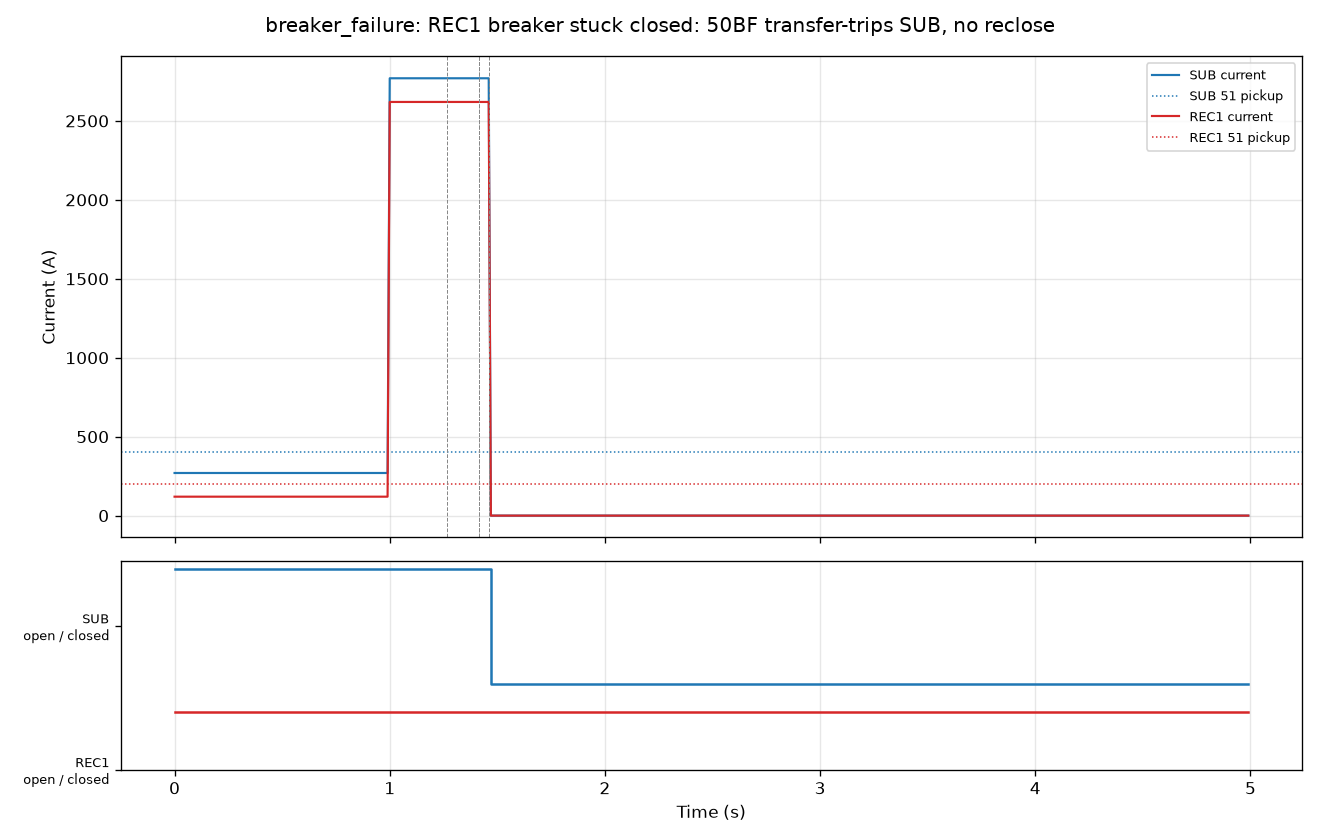 breaker_failure: REC1 breaker stuck closed: 50BF transfer-trips SUB, no reclose
SUB current
SUB 51 pickup
REC1 current
REC1 51 pickup
Current (A)
2500
2000
1500
1000
500
0
SUB
open / closed
REC1
open / closed
0 1 2 3 4 5
Time (s)